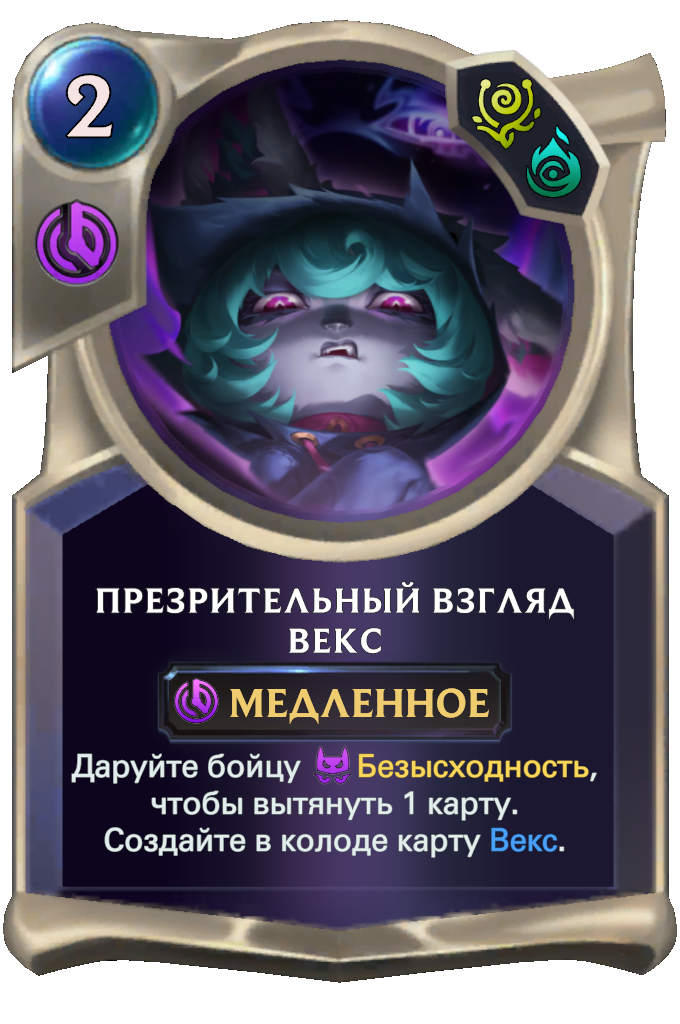 2
ПРЕЗРИТЕЛЬНЫЙ ВЗГЛЯД
ВЕКС
МЕДЛЕННОЕ
Даруйте бойцу Безысходность,
чтобы вытянуть 1 карту.
Создайте в колоде карту Векс.